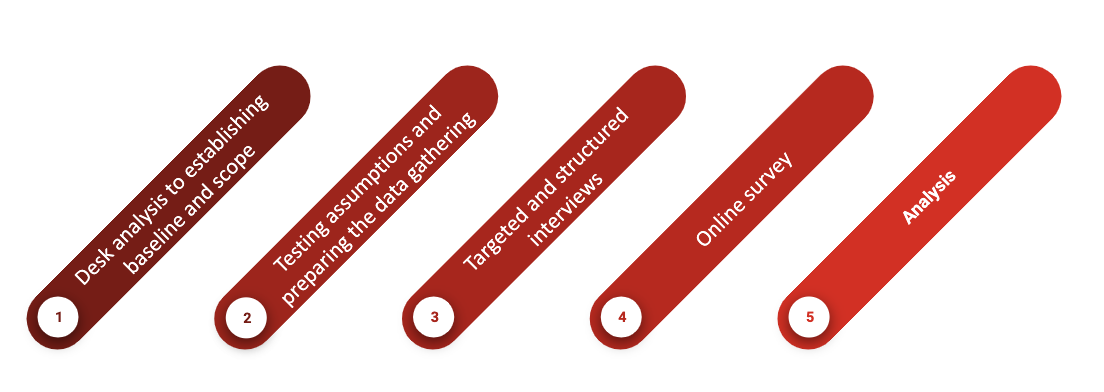 Desk analysis to establishing
baseline and scope
1
Testing assumptions and
preparing the data gathering
2
Targeted and structured
interviews
3
Online survey
4
Analysis
5